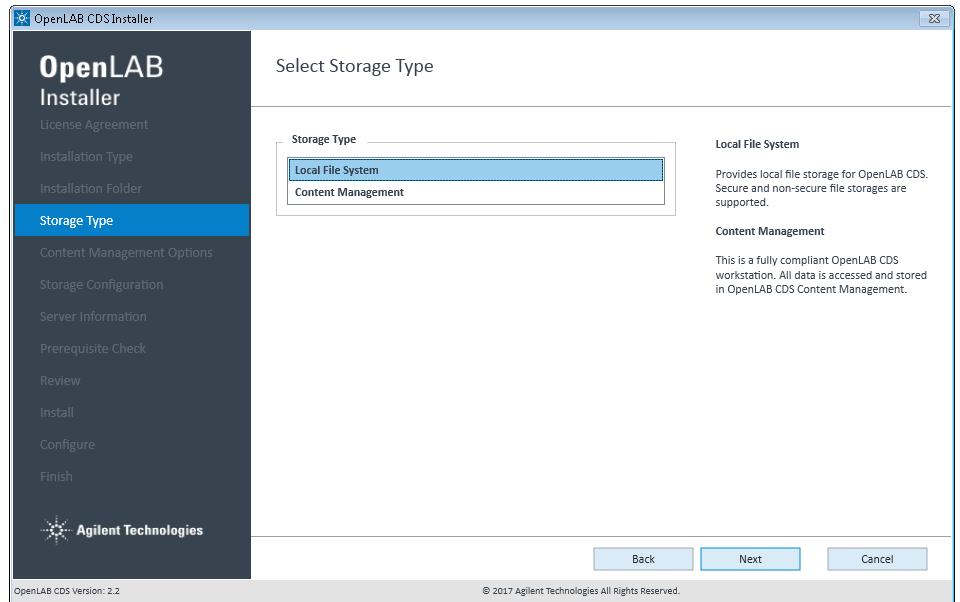 OpenLAB CDS Installer
OpenLAB
Installer
License Agreement
Installation Type
Installation Folder
Storage Type
Content Management Options
Storage Configuration
Server Information
Prerequisite Check
Review
Install
Configure
Finish
Agilent Technologies
Select Storage Type
Storage Type
Local File System
Content Management
Local File System
Provides local file storage for OpenLAB CDS.
Secure and non-secure file storages are
supported.
Content Management
This is a fully compliant OpenLAB CDS
workstation. All data is accessed and stored
in OpenLAB CDS Content Management.
Back
Next
Cancel
OpenLAB CDS Version: 2.2
© 2017 Agilent Technologies All Rights Reserved.